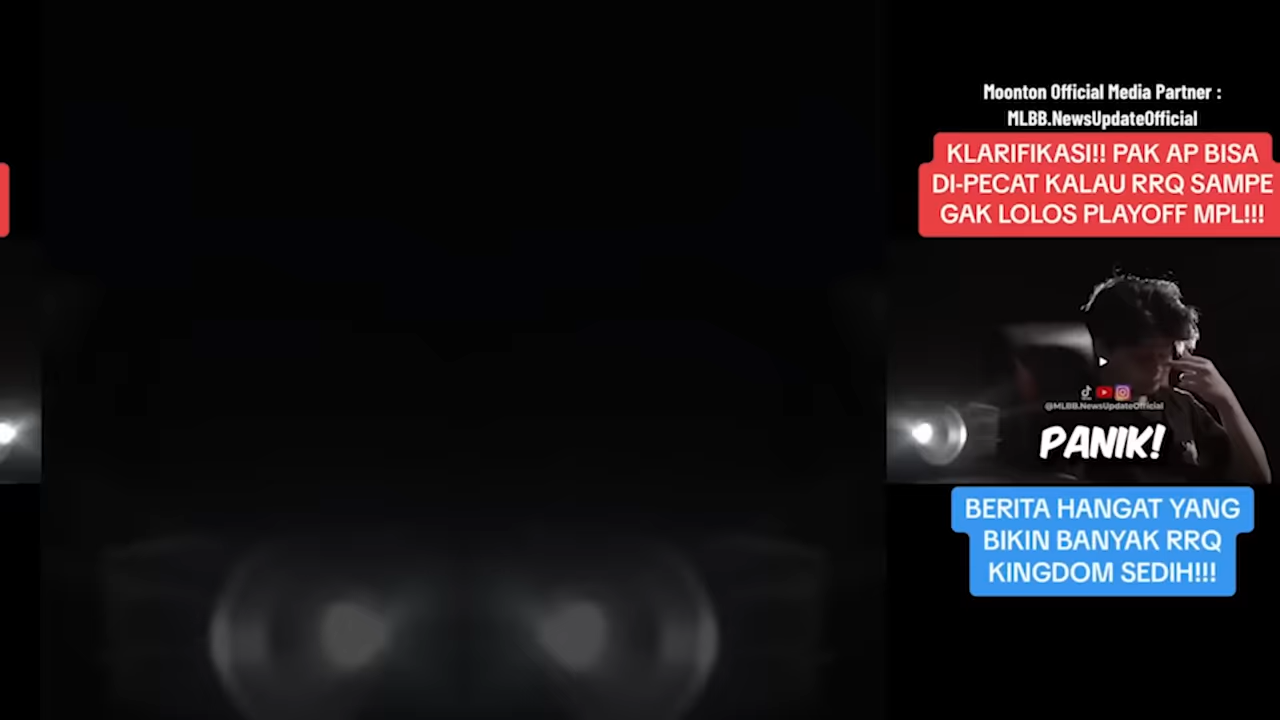 Moonton Official Media Partner :
MLBB.NewsUpdateOfficial
KLARIFIKASI!! PAK AP BISA
DI-PECAT KALAU RRQ SAMPE
GAK LOLOS PLAYOFF MPL!!!
@MLBB.NewsUpdateOfficial
PANIK!
BERITA HANGAT YANG
BIKIN BANYAK RRQ
KINGDOM SEDIH!!!